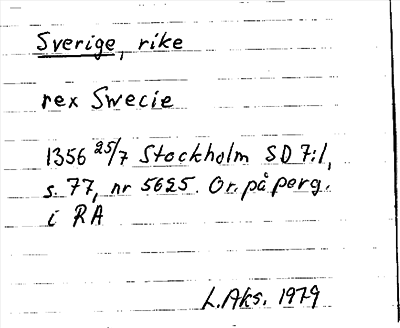 Sverige, rike
rex Swecie
1356 25/7 Stockholm SD 7:1,
s. 77, nr 5625. Or. på perg.
i RA
L.Aks. 1979